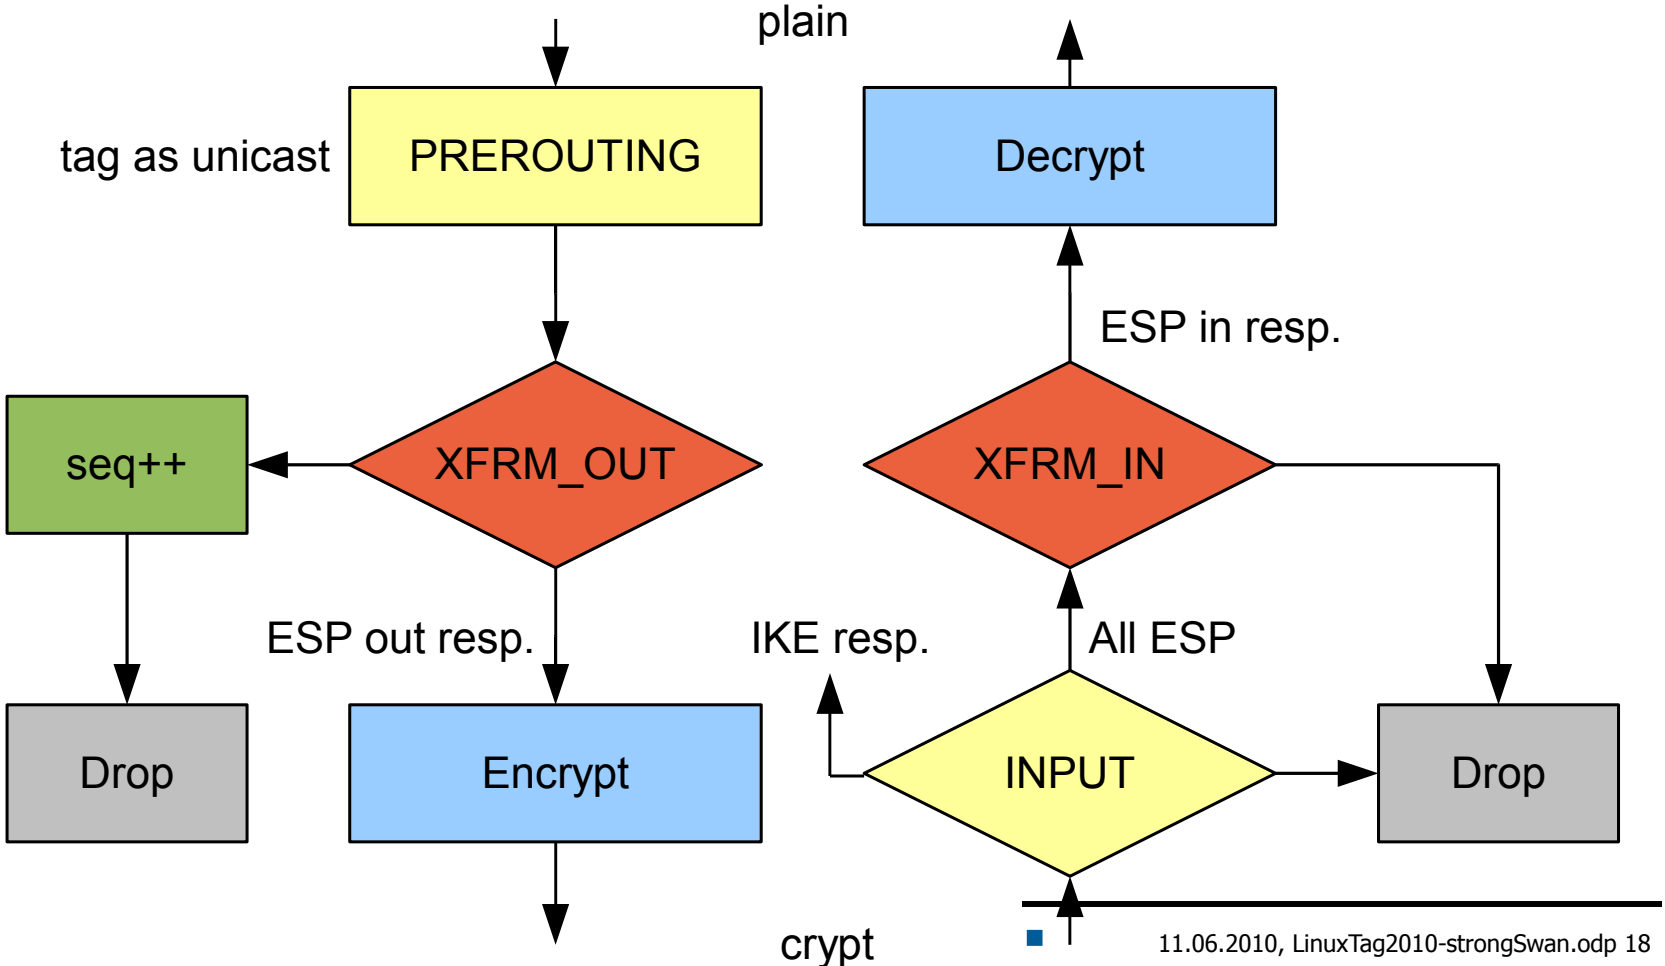 plain
tag as unicast
PREROUTING
Decrypt
ESP in resp.
seq++
XFRM_OUT
XFRM_IN
ESP out resp.
IKE resp.
All ESP
Drop
Encrypt
INPUT
Drop
crypt
11.06.2010, LinuxTag2010-strongSwan.odp 18